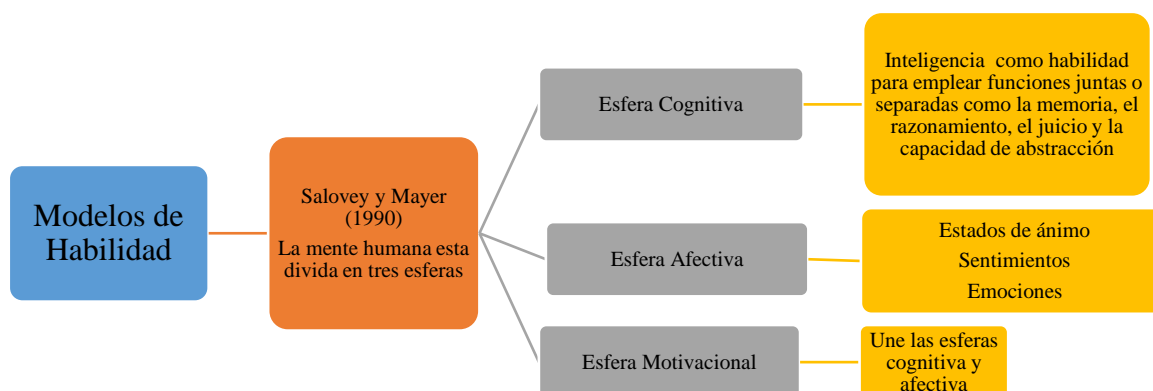 Modelos de
Habilidad
Salovey y Mayer
(1990)
La mente humana esta
divida en tres esferas
Esfera Cognitiva
Inteligencia como habilidad
para emplear funciones juntas o
separadas como la memoria, el
razonamiento, el juicio y la
capacidad de abstracción
Esfera Afectiva
Estados de ánimo
Sentimientos
Emociones
Esfera Motivacional
Une las esferas
cognitiva y
afectiva